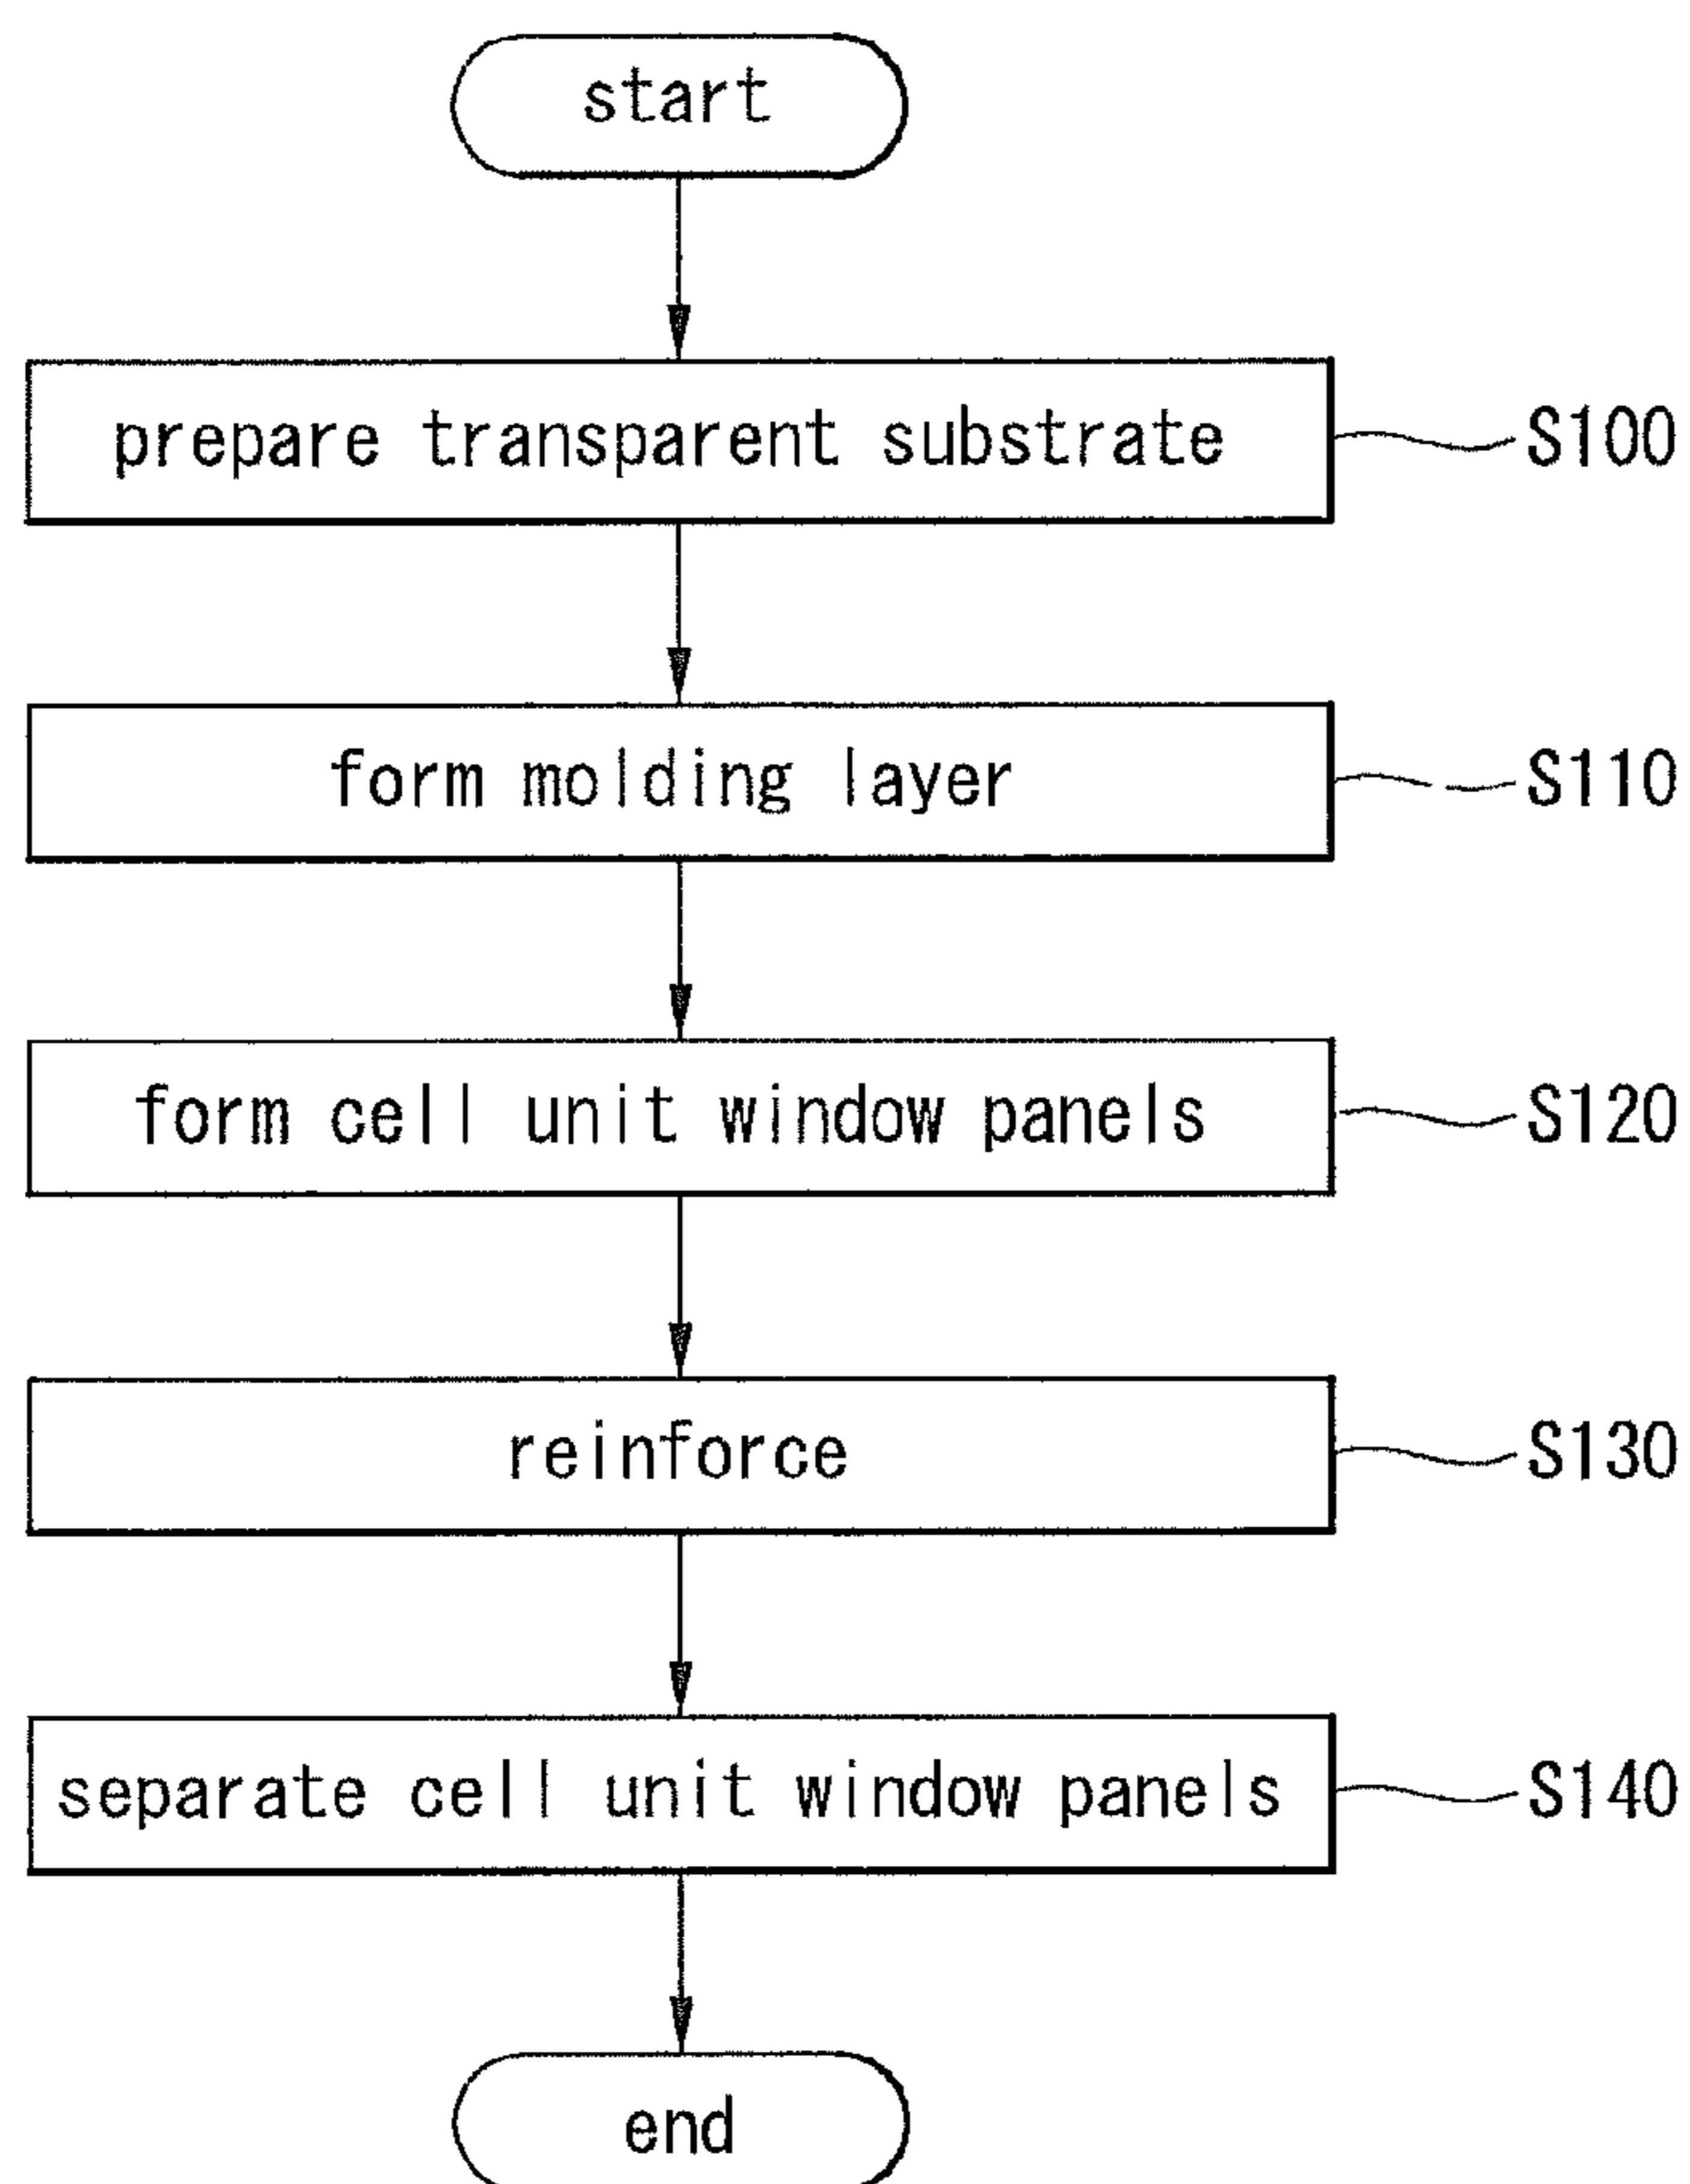 start
prepare transparent substrate S100
form molding layer S110
form cell unit window panels S120
reinforce S130
separate cell unit window panels S140
end